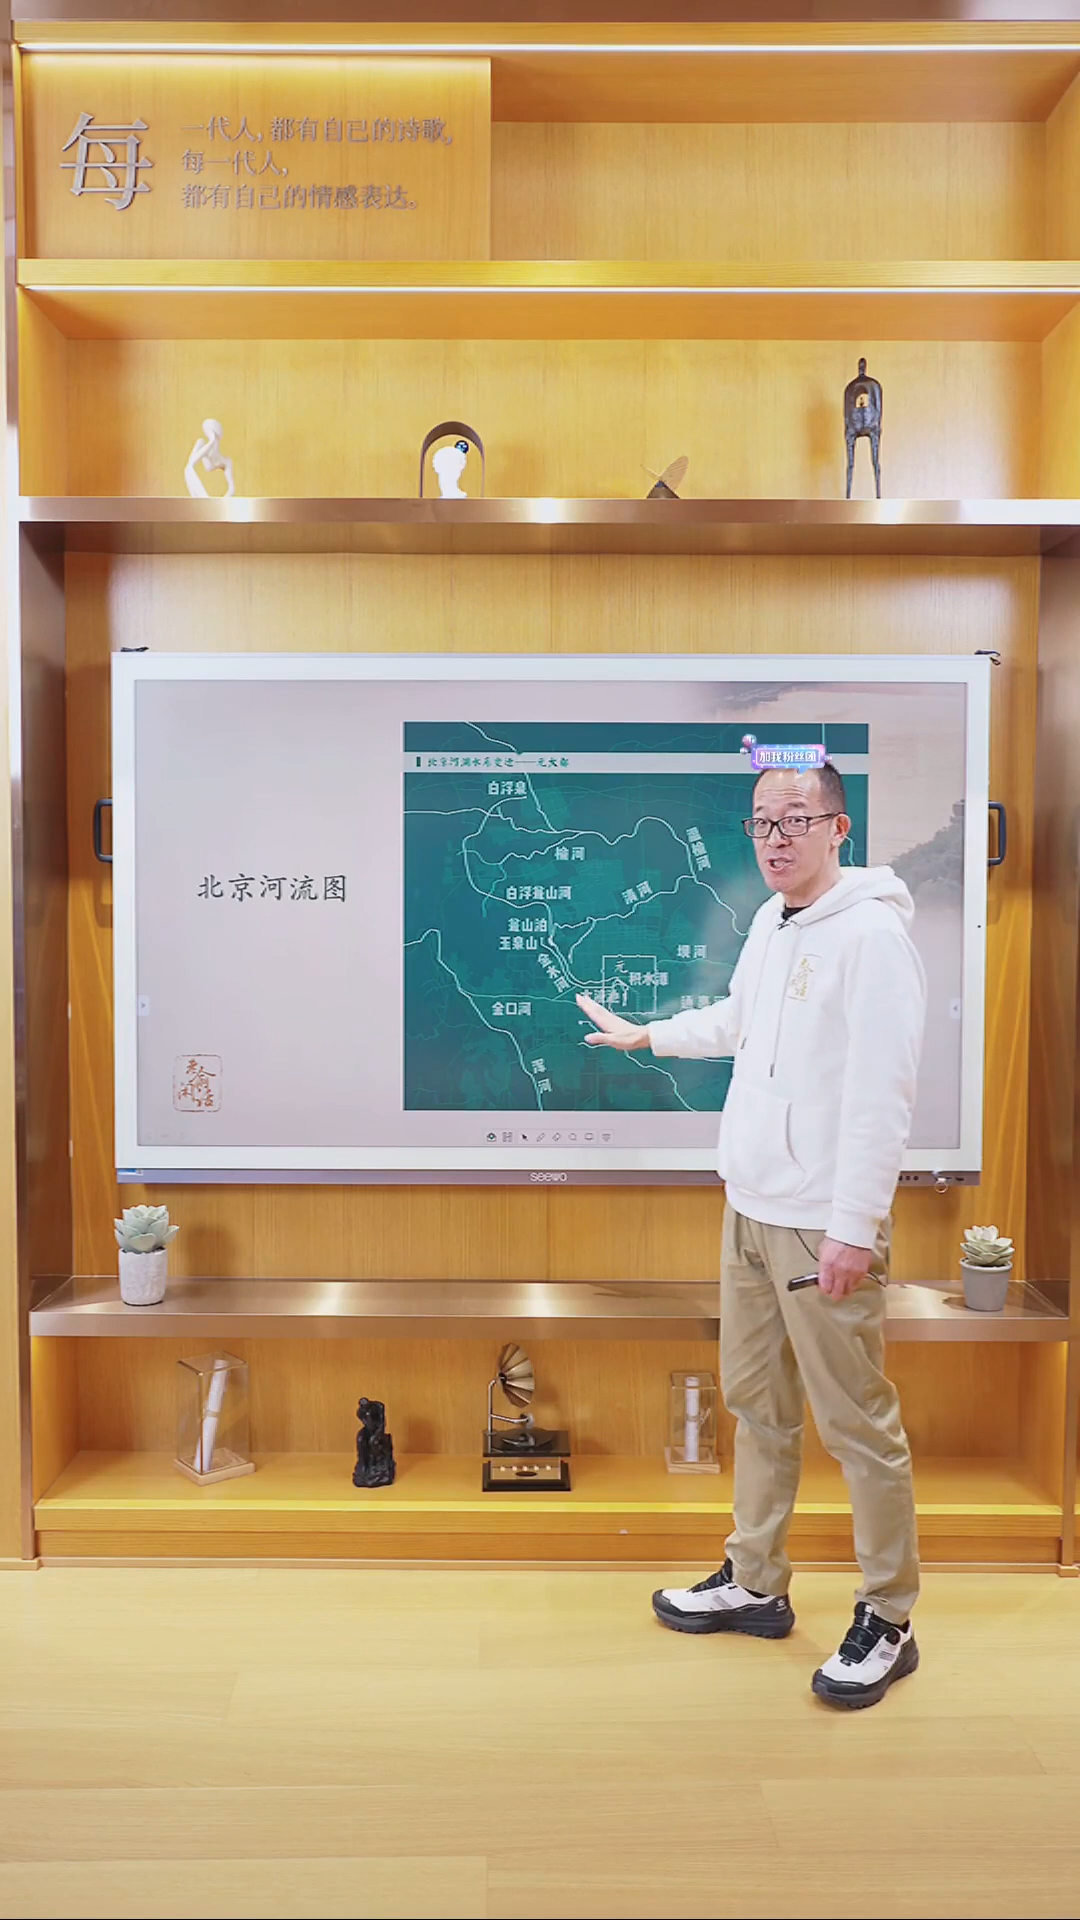 每
一代人，都有自己的诗歌，
每一代人，
都有自己的情感表达。
加我粉丝团
北京河湖水系变迁——元大都
白浮泉
榆河
温榆河
白浮瓮山河
清河
瓮山泊
玉泉山
金水河
坝河
元
积水潭
金口河
浑河
北京河流图
老俞闲话
seewo